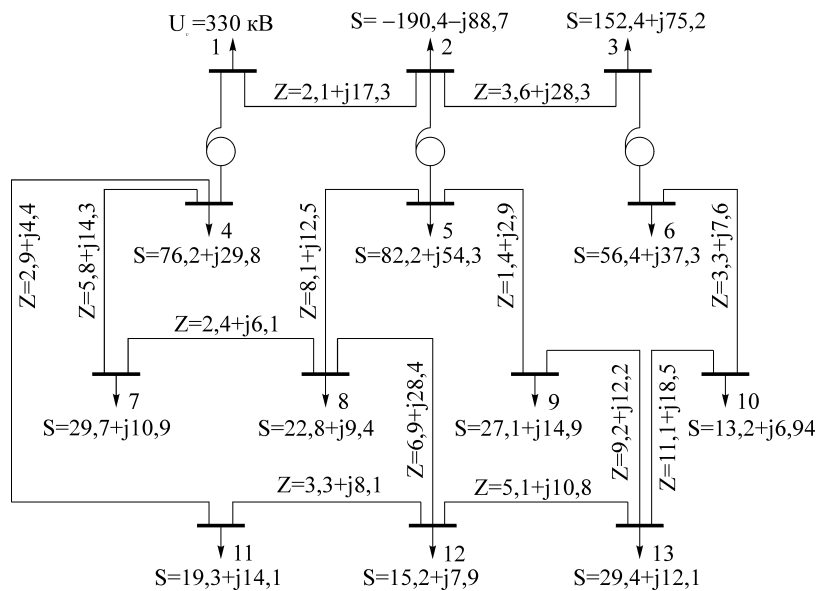 U с =330 кВ
1
S= –190,4–j88,7
2
S=152,4+j75,2
3
Z=2,1+j17,3
Z=3,6+j28,3
4
S=76,2+j29,8
5
S=82,2+j54,3
6
S=56,4+j37,3
Z=2,9+j4,4
Z=5,8+j14,3
Z=8,1+j12,5
Z=1,4+j2,9
Z=3,3+j7,6
Z=2,4+j6,1
7
S=29,7+j10,9
8
S=22,8+j9,4
Z=6,9+j28,4
9
S=27,1+j14,9
Z=9,2+j12,2
Z=11,1+j18,5
10
S=13,2+j6,94
Z=3,3+j8,1
Z=5,1+j10,8
11
S=19,3+j14,1
12
S=15,2+j7,9
13
S=29,4+j12,1